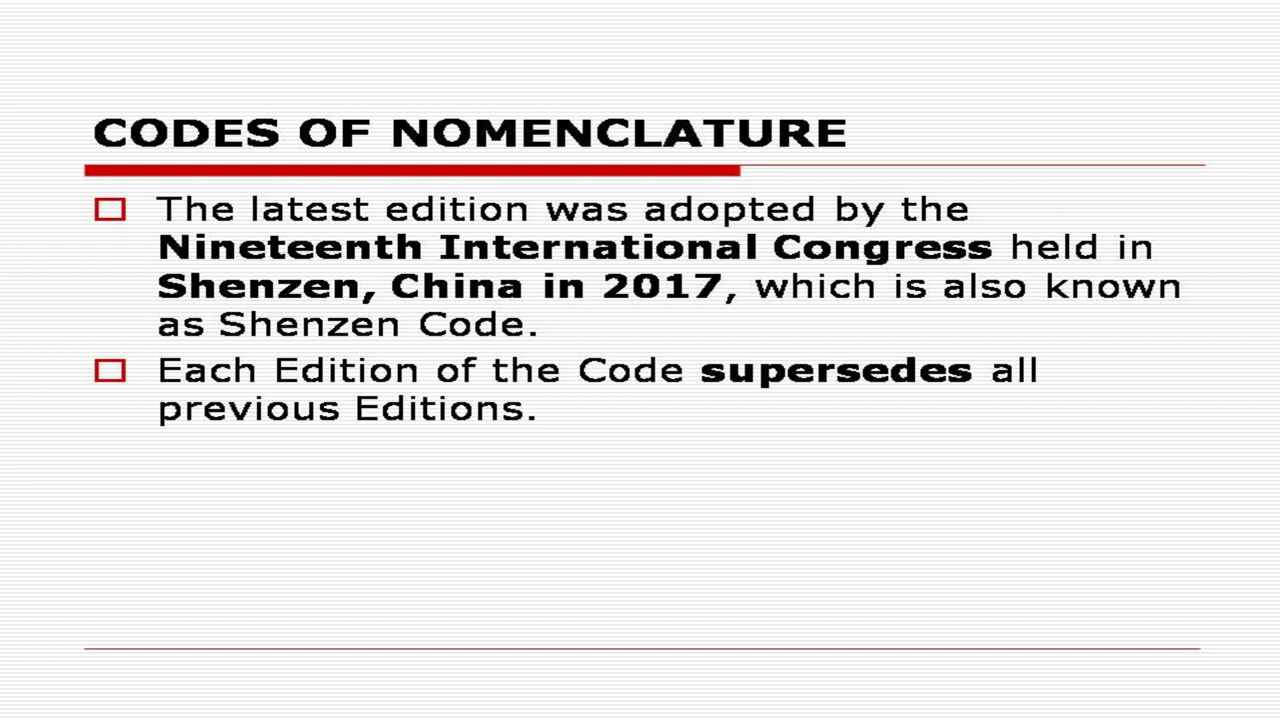 CODES OF NOMENCLATURE
The latest edition was adopted by the
Nineteenth International Congress held in
Shenzen, China in 2017, which is also known
as Shenzen Code.
Each Edition of the Code supersedes all
previous Editions.